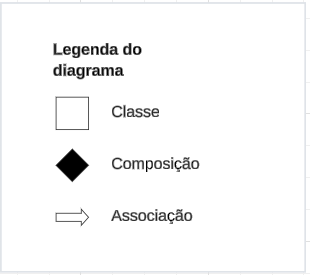 Legenda do
diagrama
Classe
Composição
Associação